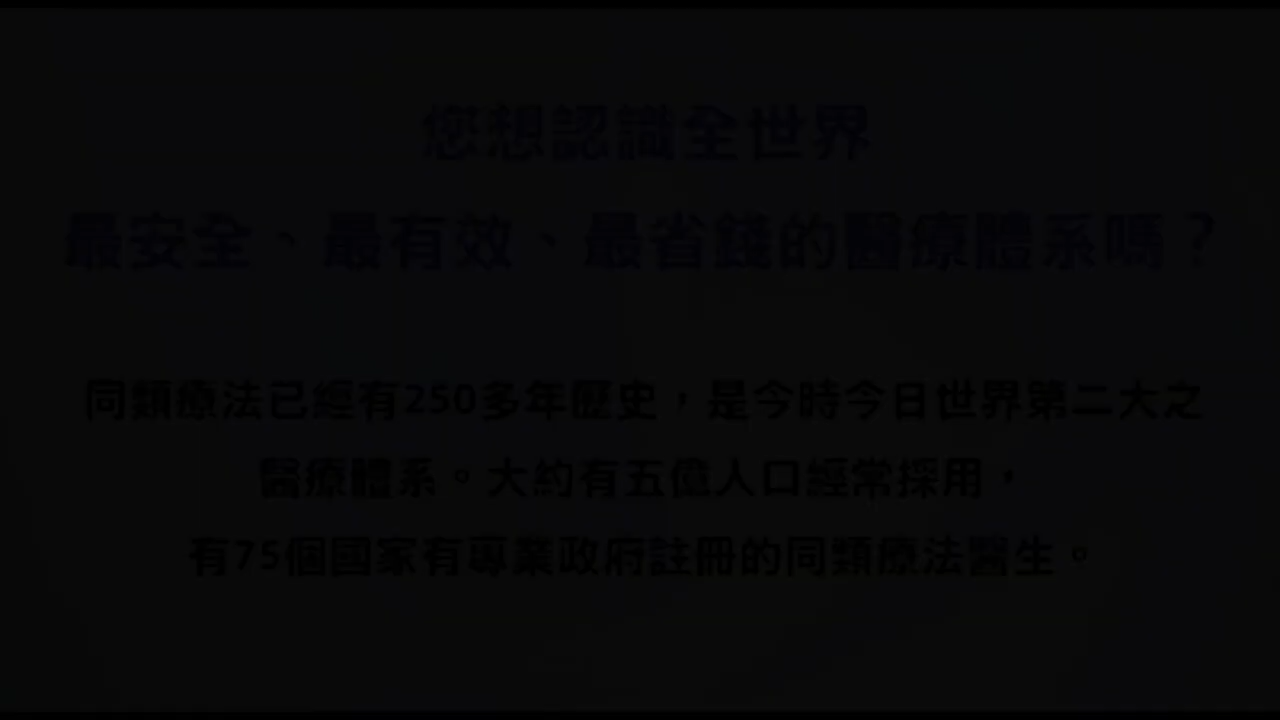 您想認識全世界
最安全、最有效、最省錢的醫療體系嗎？
同類療法已經有250多年歷史，是今時今日世界第二大之
醫療體系。大約有五億人口經常採用，
有75個國家有專業政府註冊的同類療法醫生。